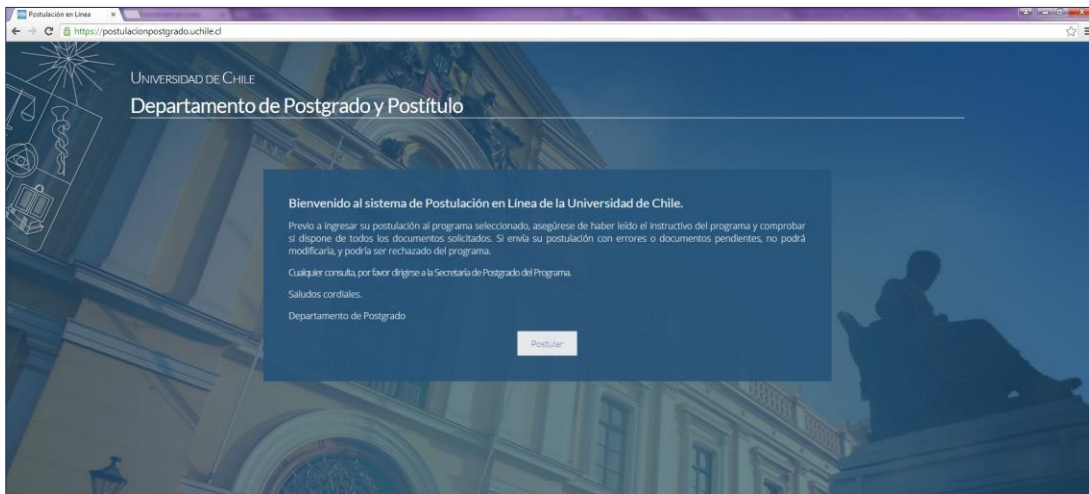 Postulación en Línea
https://postulacionpostgrado.uchile.cl
UNIVERSIDAD DE CHILE
Departamento de Postgrado y Postítulo
Bienvenido al sistema de Postulación en Línea de la Universidad de Chile.
Previo a ingresar su postulación al programa seleccionado, asegúrese de haber leído el instructivo del programa y comprobar
si dispone de todos los documentos solicitados. Si envía su postulación con errores o documentos pendientes, no podrá
modificarla, y podría ser rechazado del programa.
Cualquier consulta, por favor dirigirse a la Secretaría de Postgrado del Programa.
Saludos cordiales.
Departamento de Postgrado
Postular